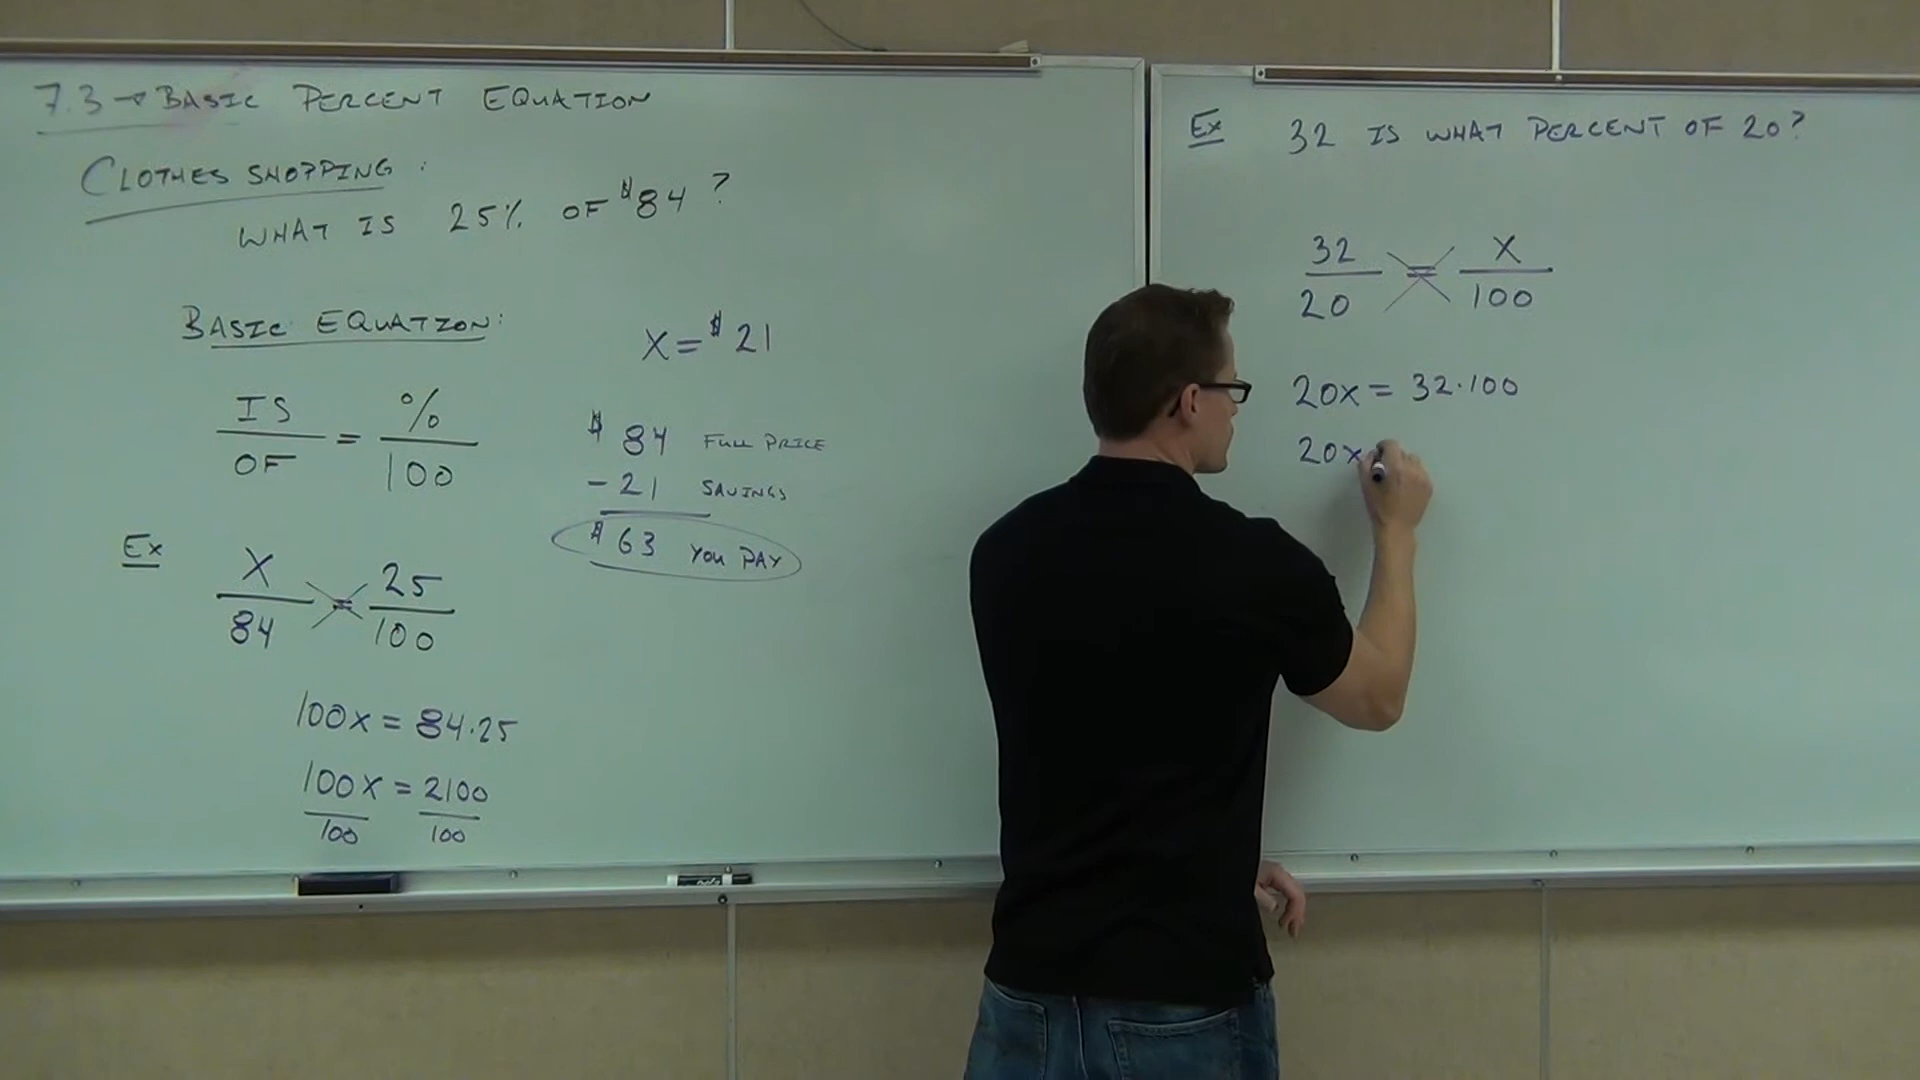 7.3 → BASIC PERCENT EQUATION
CLOTHES SHOPPING:
WHAT IS 25% OF $84?
BASIC EQUATION:
IS
OF
=
%
100
Ex
X
84
=
25
100
100x = 84·25
100x = 2100
100 100
X = $21
$ 84 FULL PRICE
- 21 SAVINGS
$ 63 YOU PAY
Ex 32 IS WHAT PERCENT OF 20?
32
20
=
X
100
20x = 32·100
20x